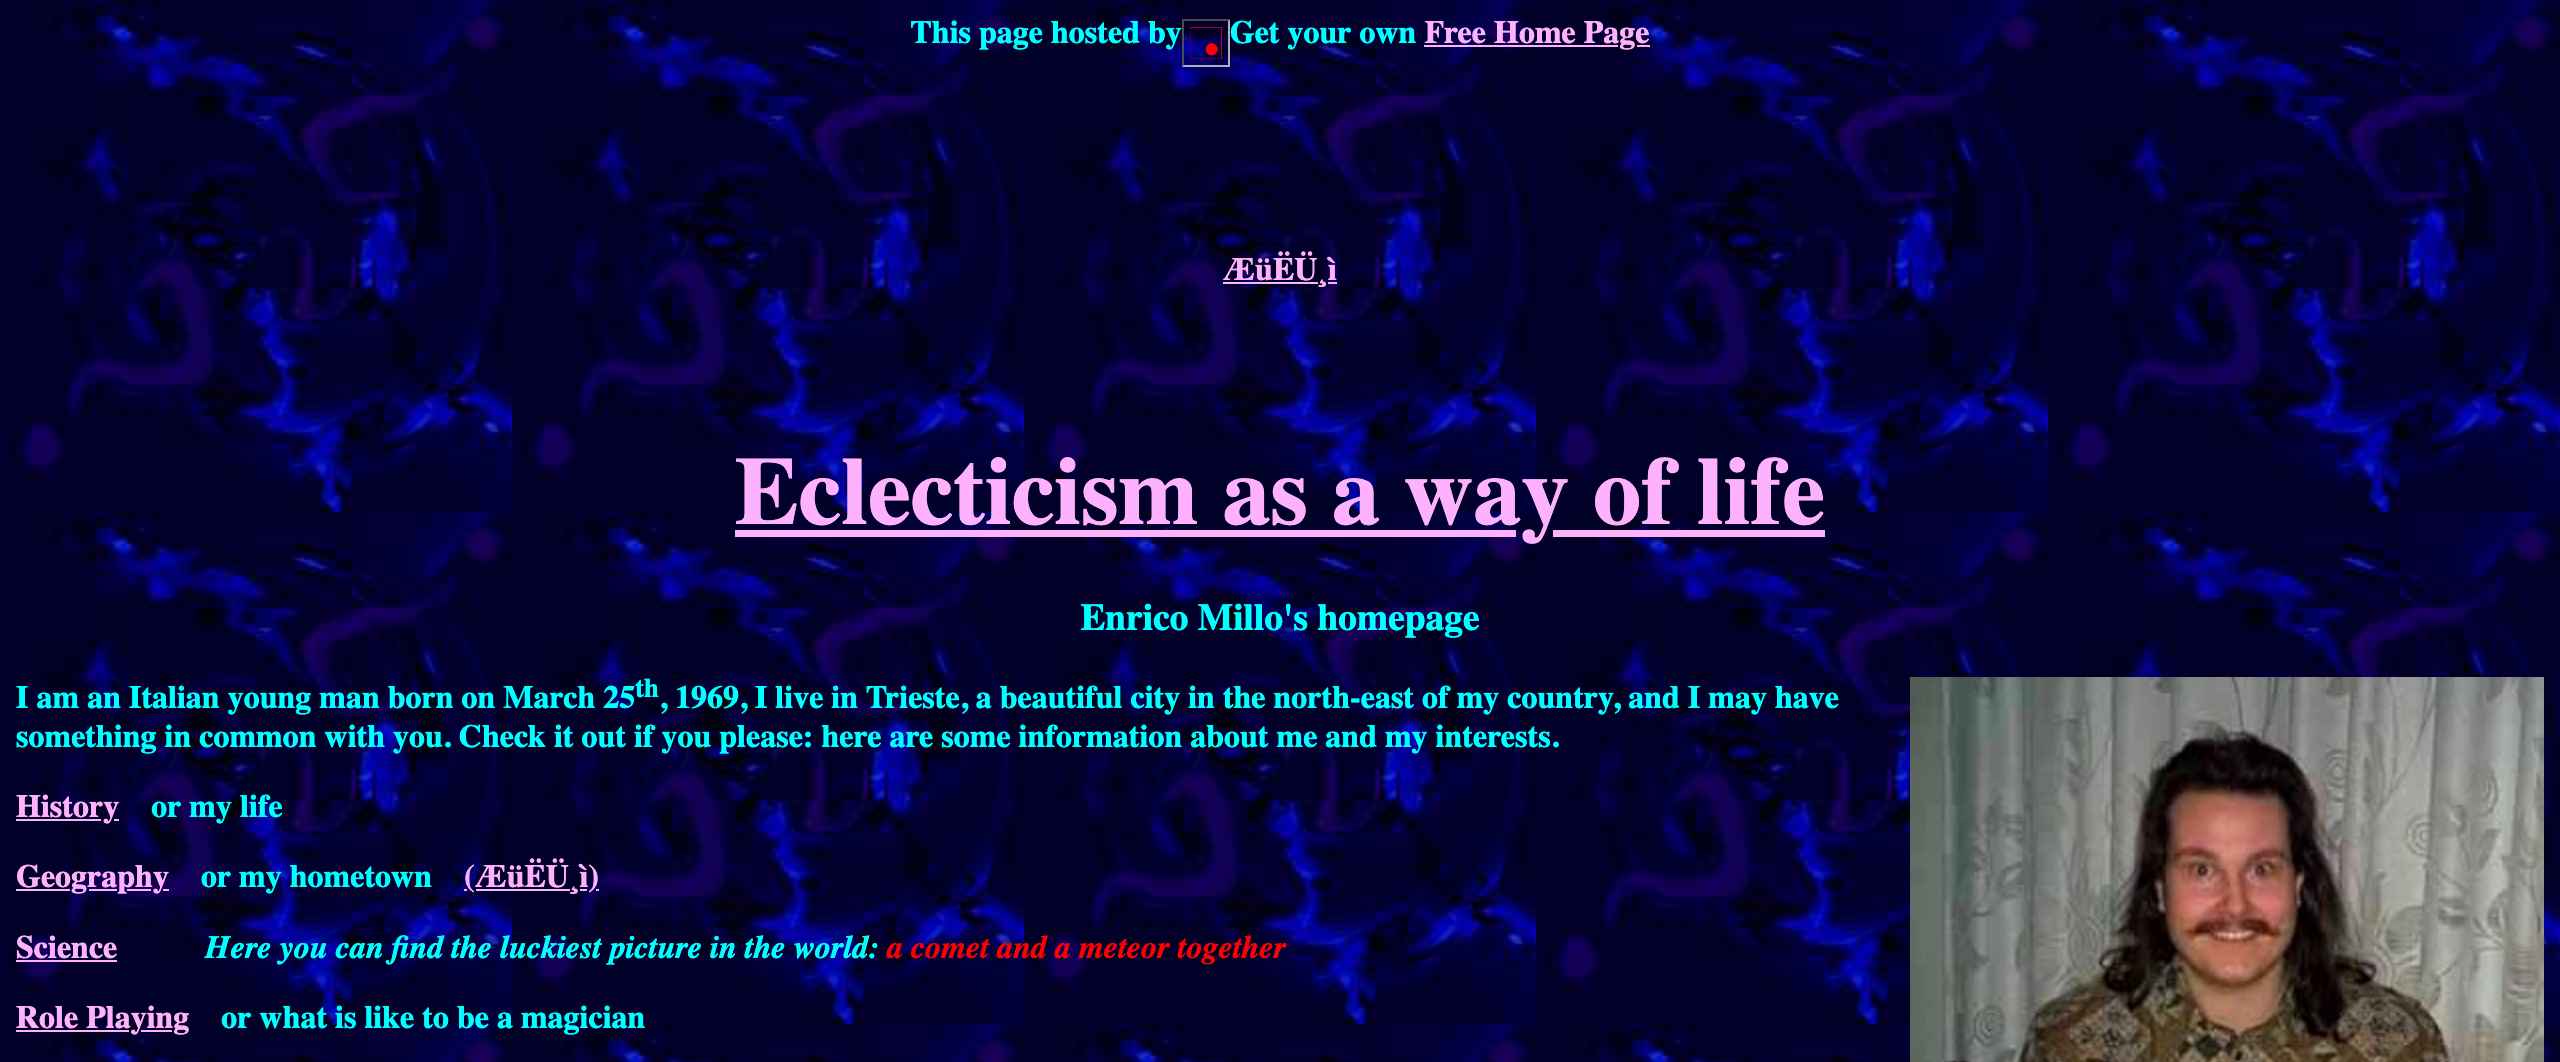 This page hosted by Get your own Free Home Page
ÆüËÜ¸ì
Eclecticism as a way of life
Enrico Millo's homepage
I am an Italian young man born on March 25th, 1969, I live in Trieste, a beautiful city in the north-east of my country, and I may have
something in common with you. Check it out if you please: here are some information about me and my interests.
History or my life
Geography or my hometown (ÆüËÜ¸ì)
Science Here you can find the luckiest picture in the world: a comet and a meteor together
Role Playing or what is like to be a magician